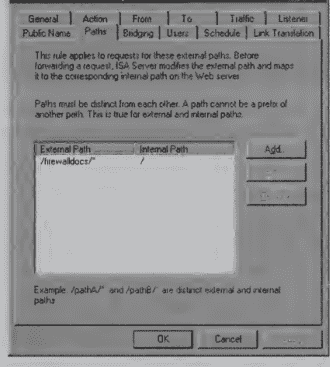 General Action From To Traffic Listener
Public Name Paths Bridging Users Schedule Link Translation
This rule applies to requests for these external paths. Before
forwarding a request, ISA Server modifies the external path and maps
it to the corresponding internal path on the Web server.
Paths must be distinct from each other. A path cannot be a prefix of
another path. This is true for external and internal paths.
External Path Internal Path
/firewalldocs/* /
Add...
Example: /pathA/* and /pathB/* are distinct external and internal
paths
OK Cancel